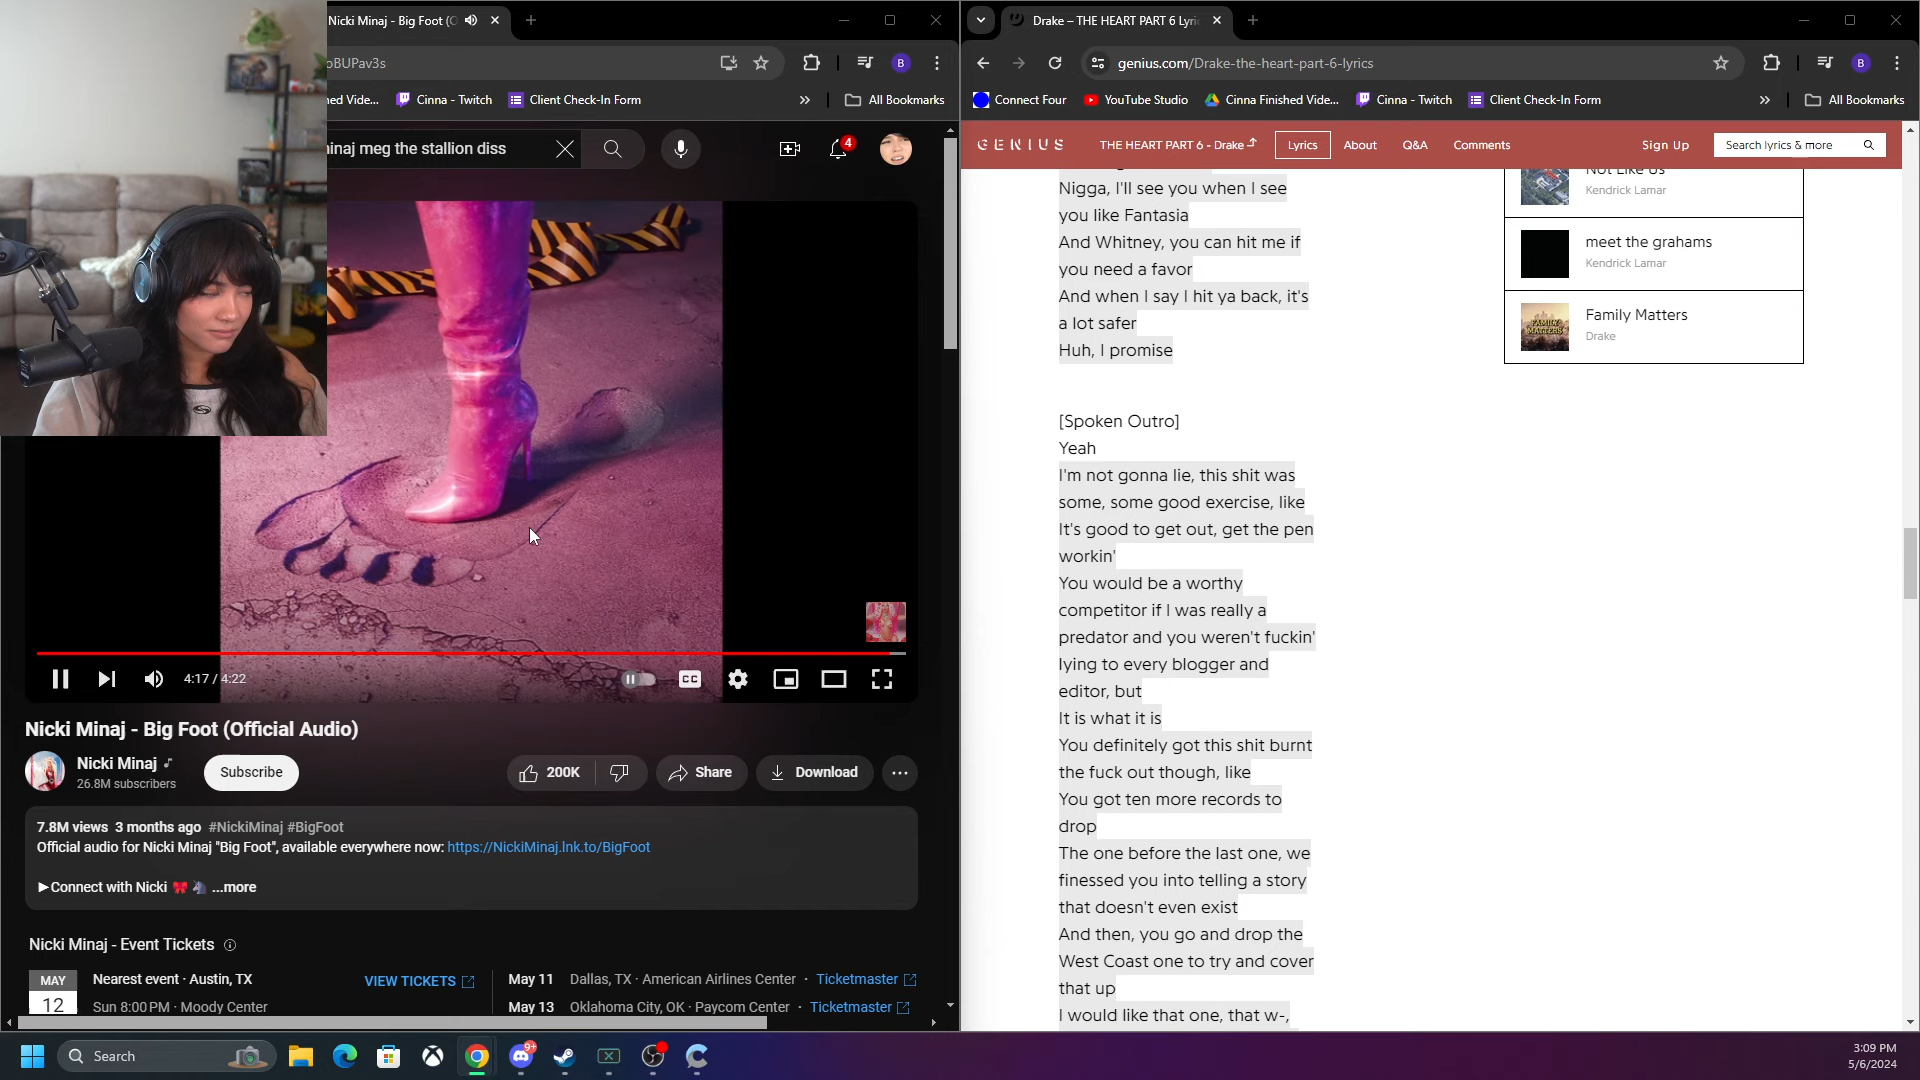 Nicki Minaj - Big Foot (O
oBUPav3s
ed Vide...
Cinna - Twitch
Client Check-In Form
»
All Bookmarks
inaj meg the stallion diss
4
4:17 / 4:22
CC
Nicki Minaj - Big Foot (Official Audio)
Nicki Minaj
26.8M subscribers
Subscribe
200K
Share
Download
7.8M views 3 months ago #NickiMinaj #BigFoot
Official audio for Nicki Minaj "Big Foot", available everywhere now: https://NickiMinaj.lnk.to/BigFoot
▶Connect with Nicki 🎀 🦄 ...more
Nicki Minaj - Event Tickets
MAY
12
Nearest event · Austin, TX
Sun 8:00 PM · Moody Center
VIEW TICKETS
May 11 Dallas, TX · American Airlines Center · Ticketmaster
May 13 Oklahoma City, OK · Paycom Center · Ticketmaster
Drake – THE HEART PART 6 Lyri
genius.com/Drake-the-heart-part-6-lyrics
B
B
Connect Four
YouTube Studio
Cinna Finished Vide...
Cinna - Twitch
Client Check-In Form
»
All Bookmarks
GENIUS
THE HEART PART 6 - Drake
Lyrics
About
Q&A
Comments
Sign Up
Search lyrics & more
Nigga, I'll see you when I see
you like Fantasia
And Whitney, you can hit me if
you need a favor
And when I say I hit ya back, it's
a lot safer
Huh, I promise
[Spoken Outro]
Yeah
I'm not gonna lie, this shit was
some, some good exercise, like
It's good to get out, get the pen
workin'
You would be a worthy
competitor if I was really a
predator and you weren't fuckin'
lying to every blogger and
editor, but
It is what it is
You definitely got this shit burnt
the fuck out though, like
You got ten more records to
drop
The one before the last one, we
finessed you into telling a story
that doesn't even exist
And then, you go and drop the
West Coast one to try and cover
that up
I would like that one, that w-,
Not Like Us
Kendrick Lamar
meet the grahams
Kendrick Lamar
FAMILY MATTERS
Family Matters
Drake
Search
9+
3:09 PM
5/6/2024